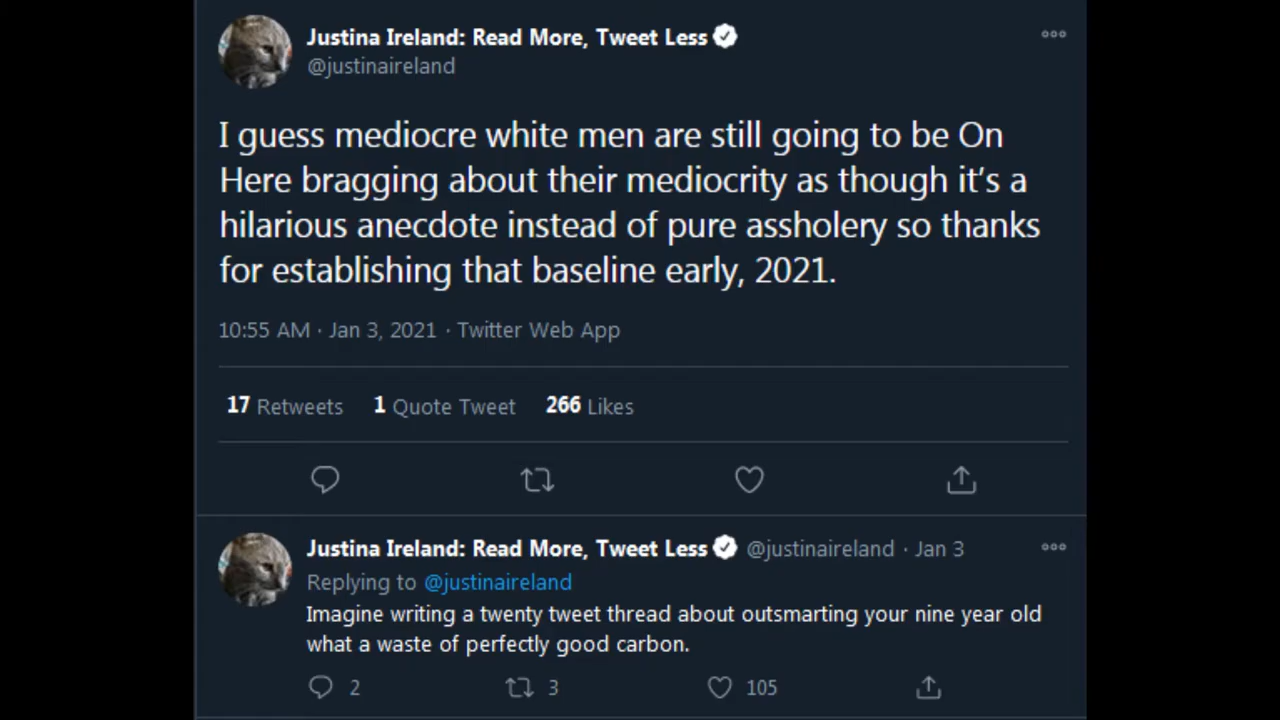 Justina Ireland: Read More, Tweet Less
@justinaireland
I guess mediocre white men are still going to be On
Here bragging about their mediocrity as though it's a
hilarious anecdote instead of pure assholery so thanks
for establishing that baseline early, 2021.
10:55 AM · Jan 3, 2021 · Twitter Web App
17 Retweets 1 Quote Tweet 266 Likes
Justina Ireland: Read More, Tweet Less @justinaireland · Jan 3
Replying to @justinaireland
Imagine writing a twenty tweet thread about outsmarting your nine year old
what a waste of perfectly good carbon.
2 3 105